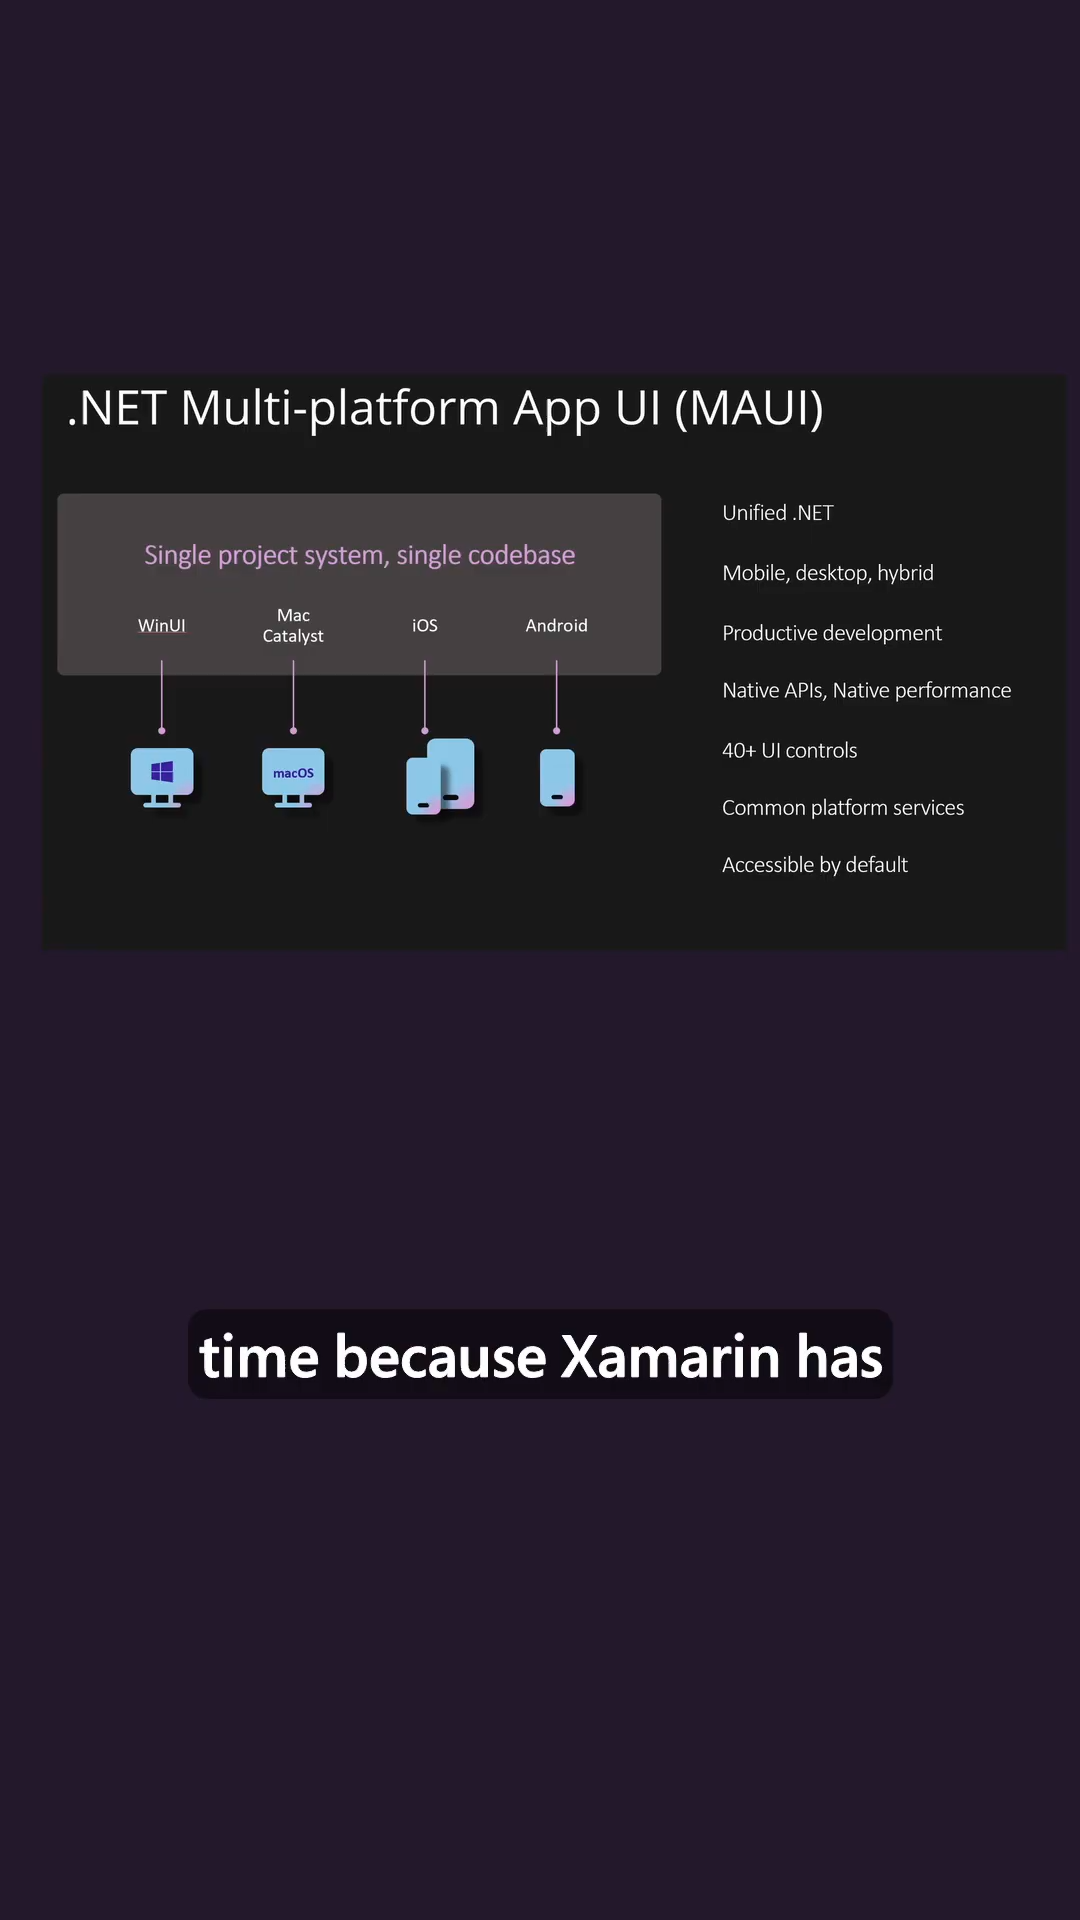 .NET Multi-platform App UI (MAUI)
Single project system, single codebase
WinUI
Mac
Catalyst
iOS
Android
macOS
Unified .NET
Mobile, desktop, hybrid
Productive development
Native APIs, Native performance
40+ UI controls
Common platform services
Accessible by default
time because Xamarin has